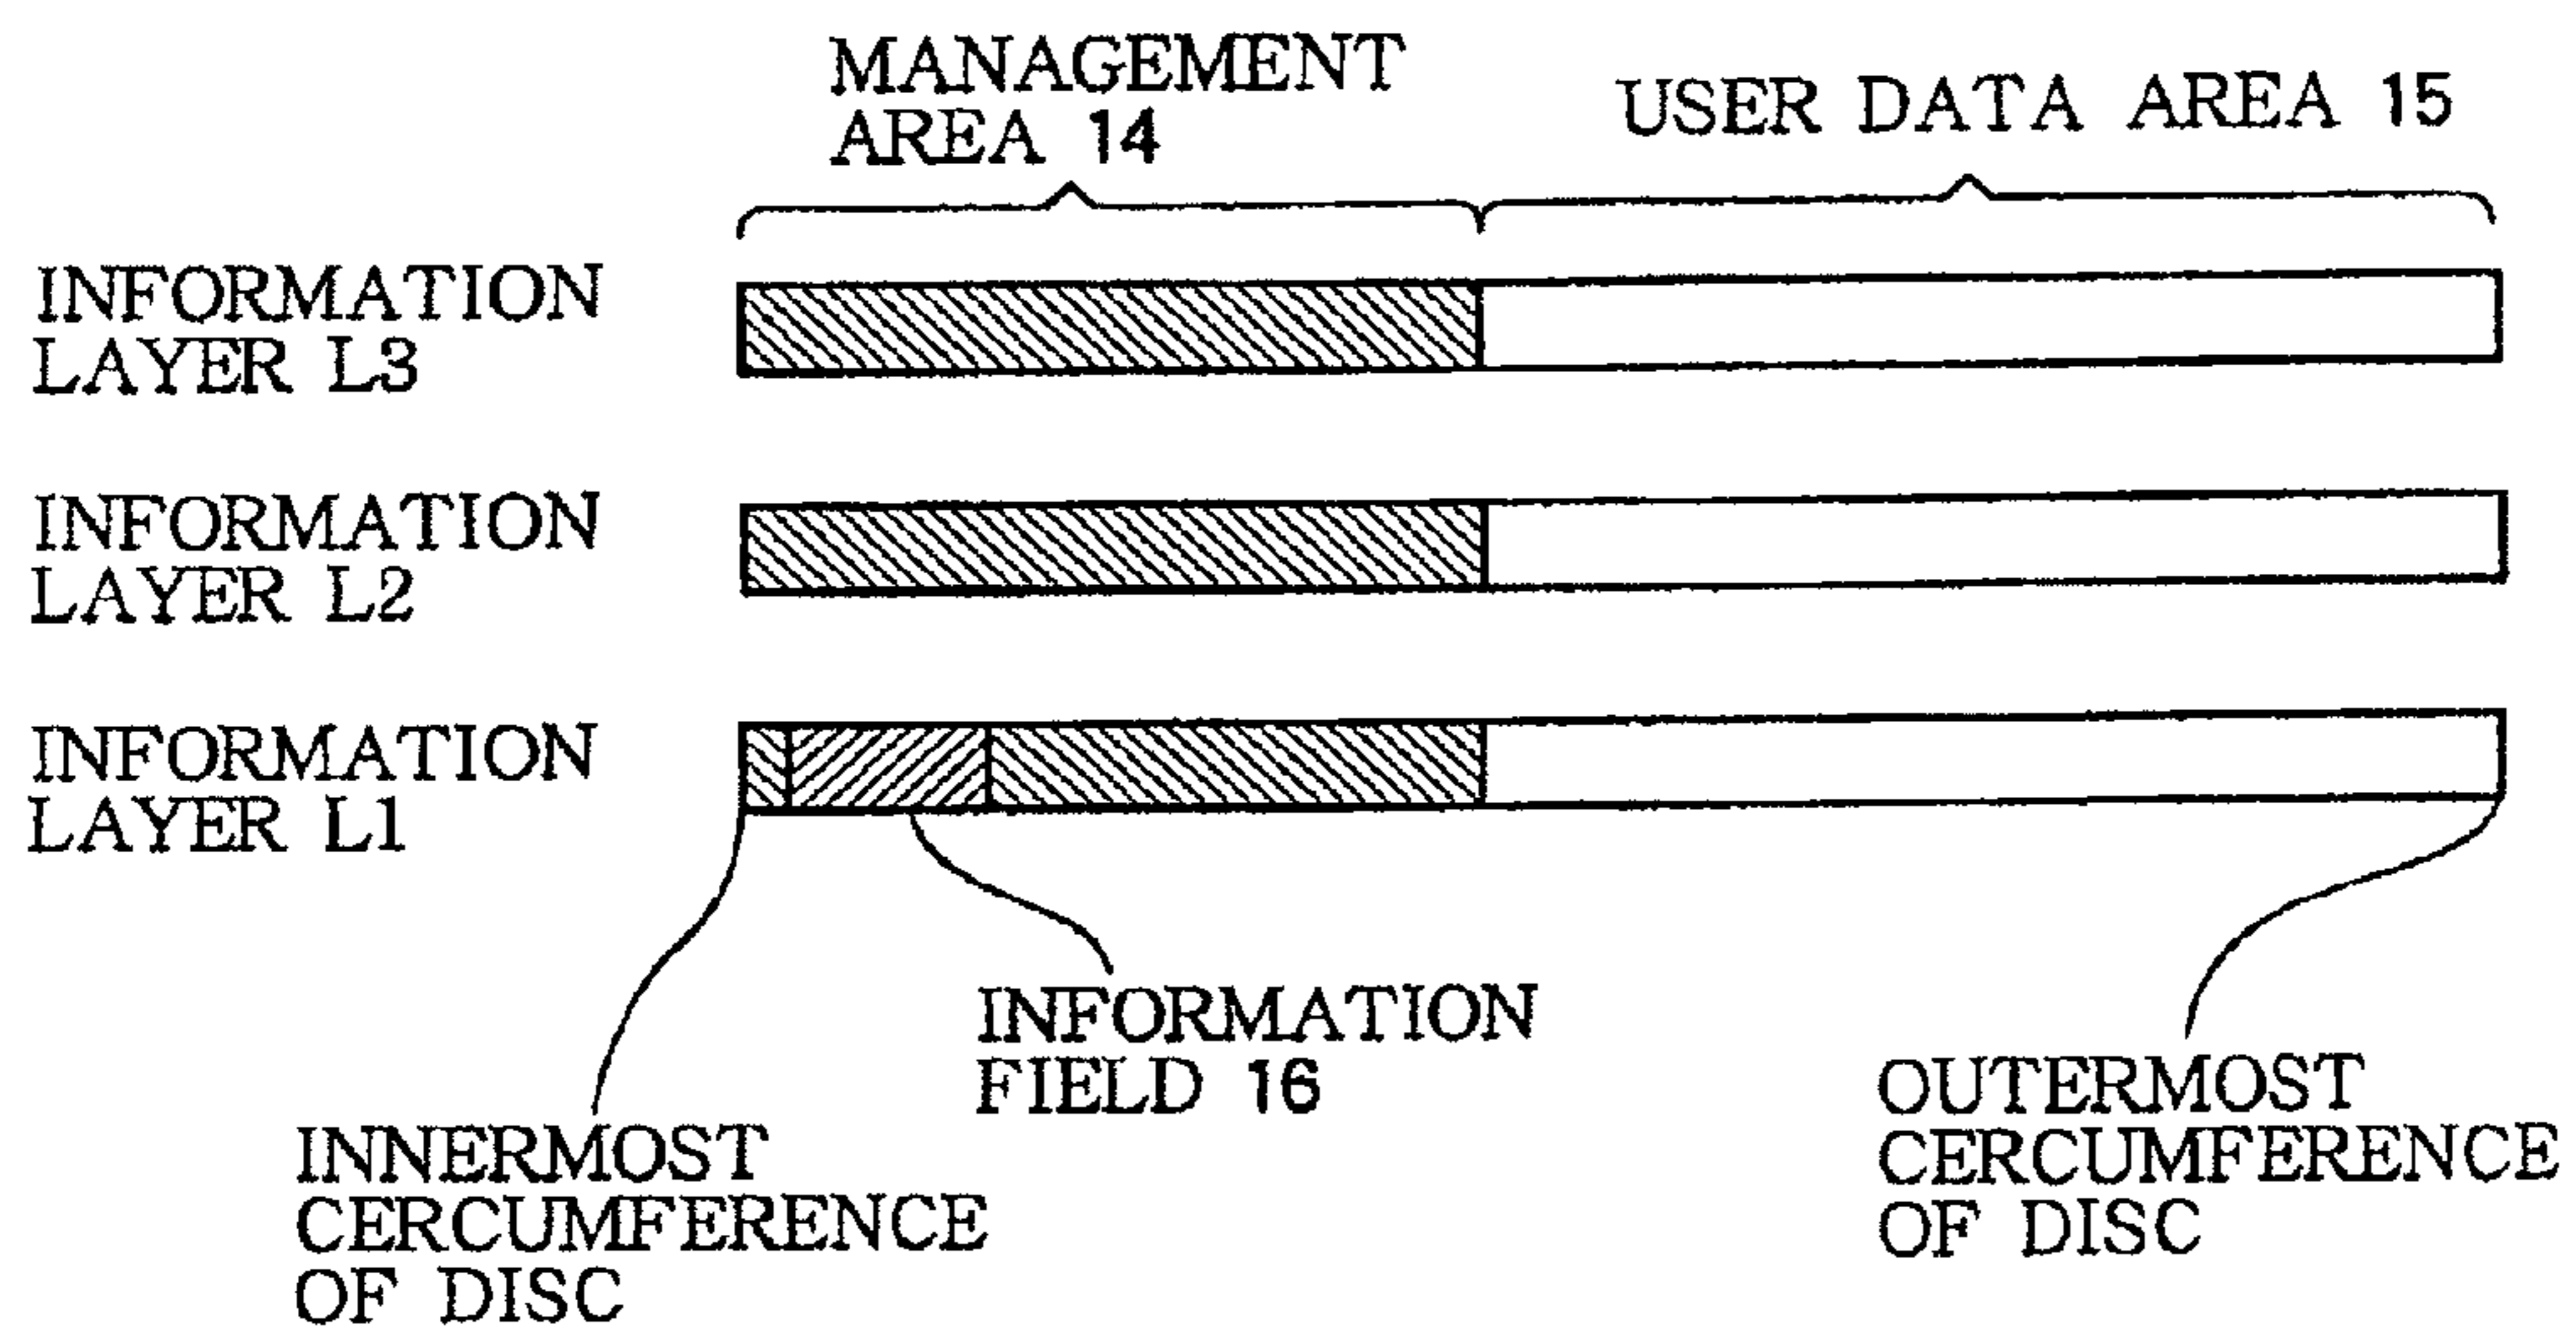 MANAGEMENT
AREA 14
USER DATA AREA 15
INFORMATION
LAYER L3
INFORMATION
LAYER L2
INFORMATION
LAYER L1
INFORMATION
FIELD 16
INNERMOST
CERCUMFERENCE
OF DISC
OUTERMOST
CERCUMFERENCE
OF DISC